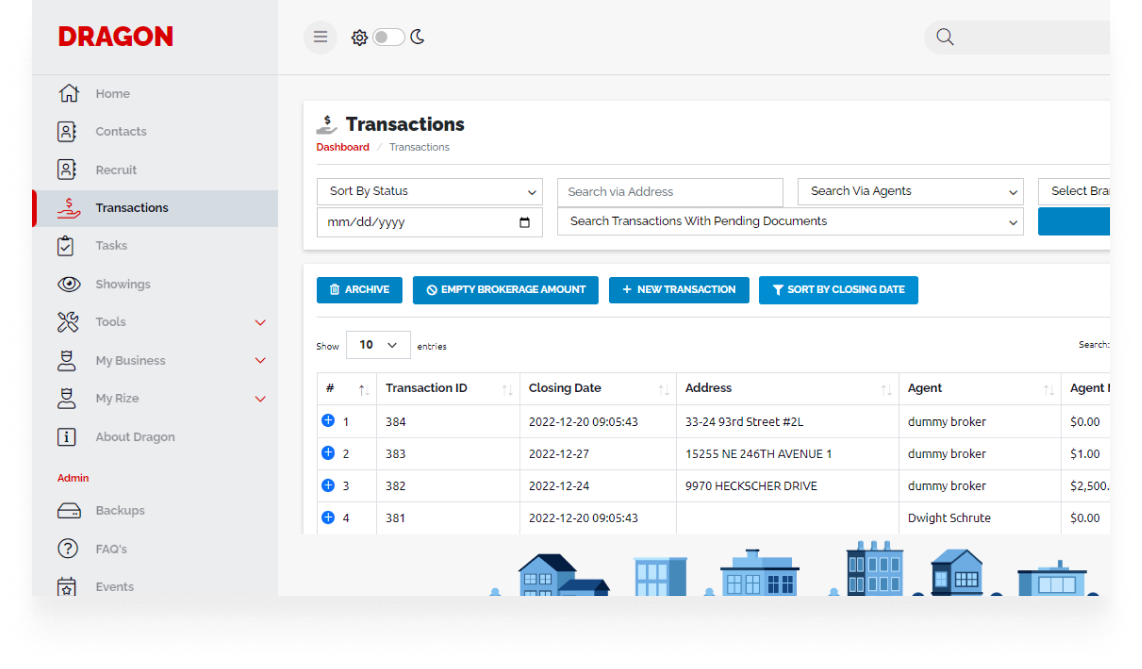 DRAGON
Home
Contacts
Recruit
Transactions
Tasks
Showings
Tools
My Business
My Rize
About Dragon
Admin
Backups
FAQ's
Events
Transactions
Dashboard / Transactions
Sort By Status Search via Address Search Via Agents Select Bra
mm/dd/yyyy Search Transactions With Pending Documents
ARCHIVE EMPTY BROKERAGE AMOUNT + NEW TRANSACTION SORT BY CLOSING DATE
Show 10 entries Search:
# Transaction ID Closing Date Address Agent Agent
1 384 2022-12-20 09:05:43 33-24 93rd Street #2L dummy broker $0.00
2 383 2022-12-27 15255 NE 246TH AVENUE 1 dummy broker $1.00
3 382 2022-12-24 9970 HECKSCHER DRIVE dummy broker $2,500.
4 381 2022-12-20 09:05:43 Dwight Schrute $0.00